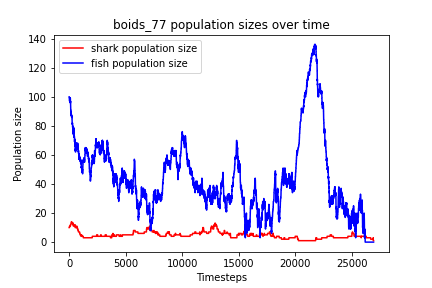 boids_77 population sizes over time
shark population size
fish population size
Population size
140
120
100
80
60
40
20
0
0 5000 10000 15000 20000 25000
Timesteps